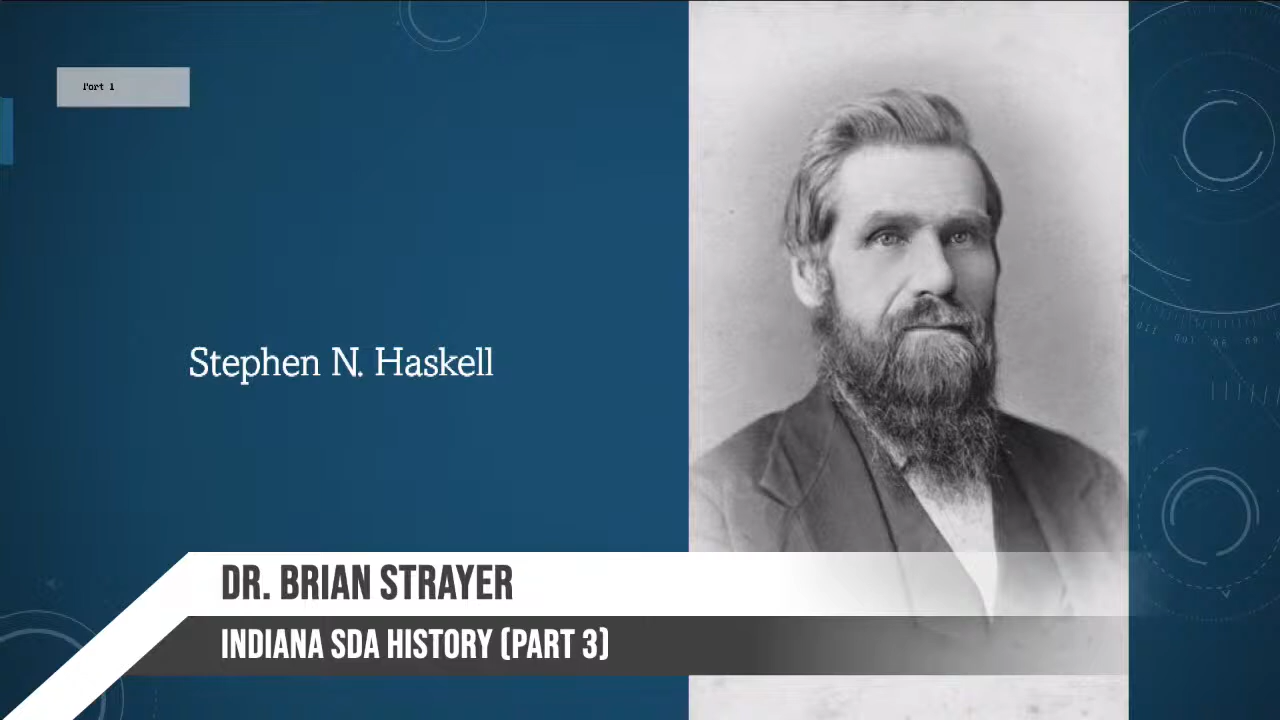 Part 1
Stephen N. Haskell
DR. BRIAN STRAYER
INDIANA SDA HISTORY (PART 3)